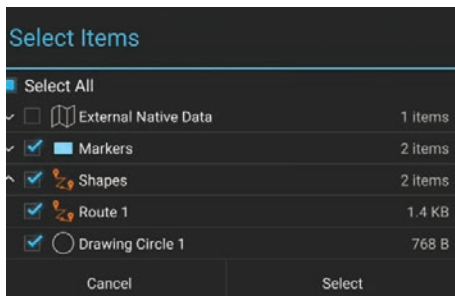 Select Items
Select All
External Native Data 1 items
Markers 2 items
Shapes 2 items
Route 1 1.4 KB
Drawing Circle 1 768 B
Cancel Select